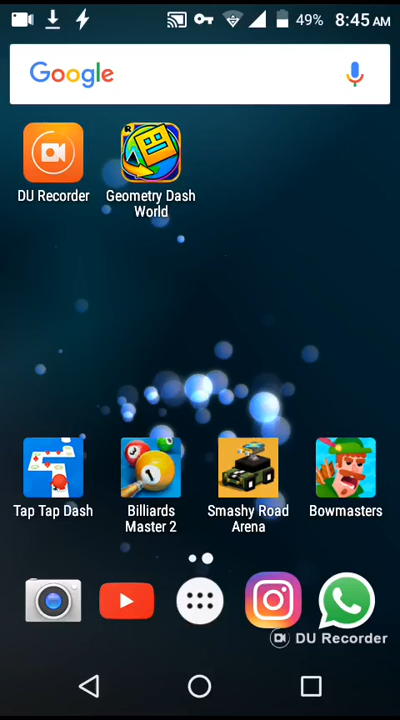 49% 8:45 AM
Google
DU Recorder
Geometry Dash
World
Tap Tap Dash
Billiards
Master 2
Smashy Road
Arena
Bowmasters
DU Recorder